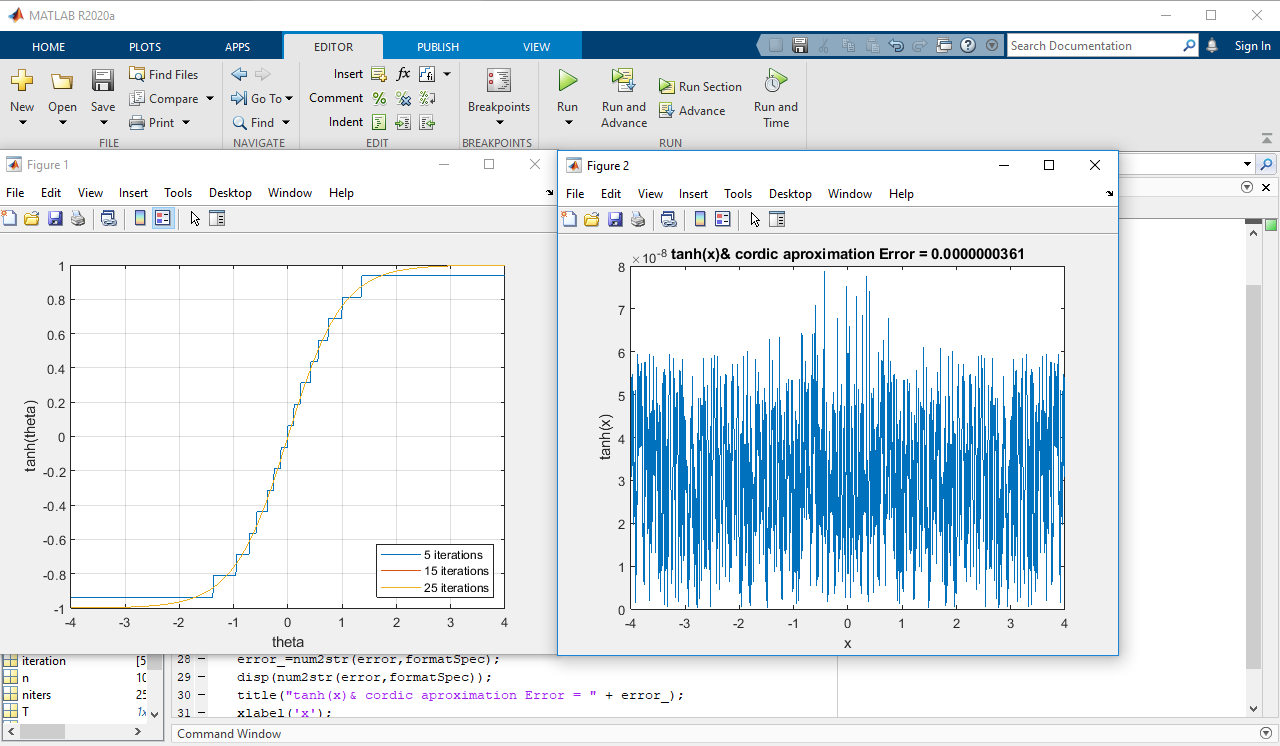 MATLAB R2020a
HOME PLOTS APPS EDITOR PUBLISH VIEW Search Documentation Sign In
New Open Save Find Files Compare Print Go To Find Insert Comment Indent Breakpoints Run Run and Advance Run Section Advance Run and Time
FILE NAVIGATE EDIT BREAKPOINTS RUN
Figure 1
File Edit View Insert Tools Desktop Window Help
1
0.8
0.6
0.4
0.2
0
-0.2
-0.4
-0.6
-0.8
-1
tanh(theta)
5 iterations
15 iterations
25 iterations
-4 -3 -2 -1 0 1 2 3 4
theta
Figure 2
File Edit View Insert Tools Desktop Window Help
×10-8 tanh(x)& cordic aproximation Error = 0.0000000361
8
7
6
5
4
3
2
1
0
tanh(x)
-4 -3 -2 -1 0 1 2 3 4
x
iteration [5
n 10
niters 25
T 1x
28 – error_=num2str(error,formatSpec);
29 – disp(num2str(error,formatSpec));
30 – title("tanh(x)& cordic aproximation Error = " + error_);
31 – xlabel('x');
Command Window